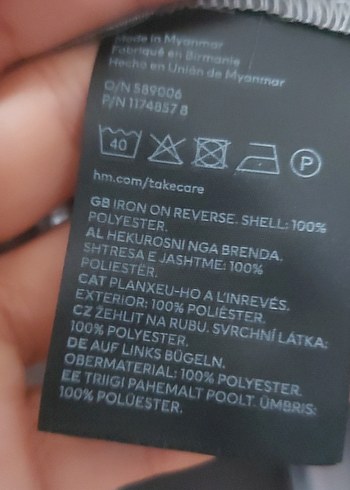 Made in Myanmar
Fabriqué en Birmanie
Hecho en Unión de Myanmar
O/N 589006
P/N 1174857 8
40
P
hm.com/takecare
GB IRON ON REVERSE. SHELL: 100%
POLYESTER.
AL HEKUROSNI NGA BRENDA.
SHTRESA E JASHTME: 100%
POLIESTËR.
CAT PLANXEU-HO A L'INREVÉS.
EXTERIOR: 100% POLIÈSTER.
CZ ŽEHLIT NA RUBU. SVRCHNÍ LÁTKA:
100% POLYESTER.
DE AUF LINKS BÜGELN.
OBERMATERIAL: 100% POLYESTER.
EE TRIIGI PAHEMALT POOLT. ÜMBRIS:
100% POLÜESTER.